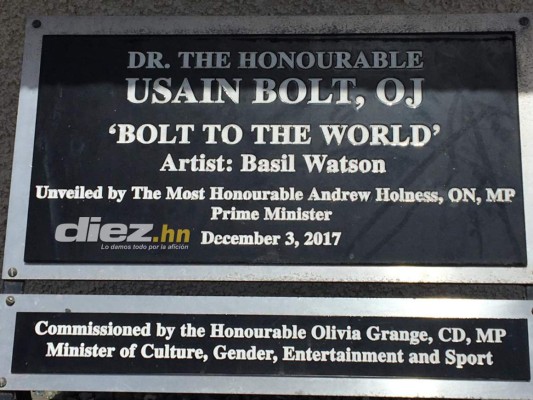 DR. THE HONOURABLE
USAIN BOLT, OJ
‘BOLT TO THE WORLD’
Artist: Basil Watson
Unveiled by The Most Honourable Andrew Holness, ON, MP
Prime Minister
December 3, 2017
diez.hn
Lo damos todo por la afición
Commissioned by the Honourable Olivia Grange, CD, MP
Minister of Culture, Gender, Entertainment and Sport